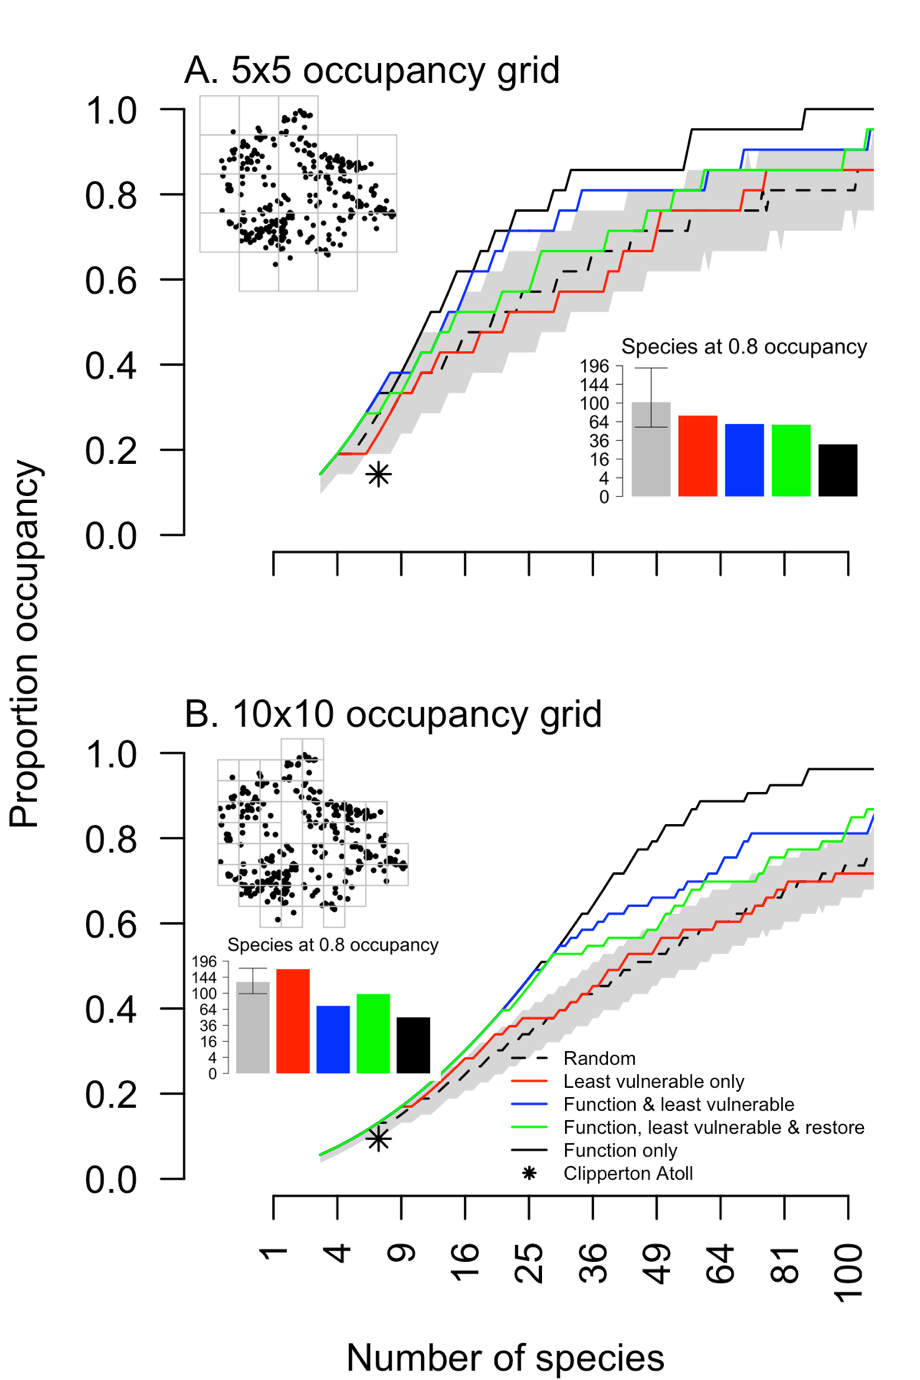 A. 5x5 occupancy grid
1.0
0.8
0.6
0.4
0.2
0.0
Species at 0.8 occupancy
196
144
100
64
36
16
4
0
Proportion occupancy
B. 10x10 occupancy grid
1.0
0.8
0.6
0.4
0.2
0.0
Species at 0.8 occupancy
196
144
100
64
36
16
4
0
Random
Least vulnerable only
Function & least vulnerable
Function, least vulnerable & restore
Function only
Clipperton Atoll
1 4 9 16 25 36 49 64 81 100
Number of species